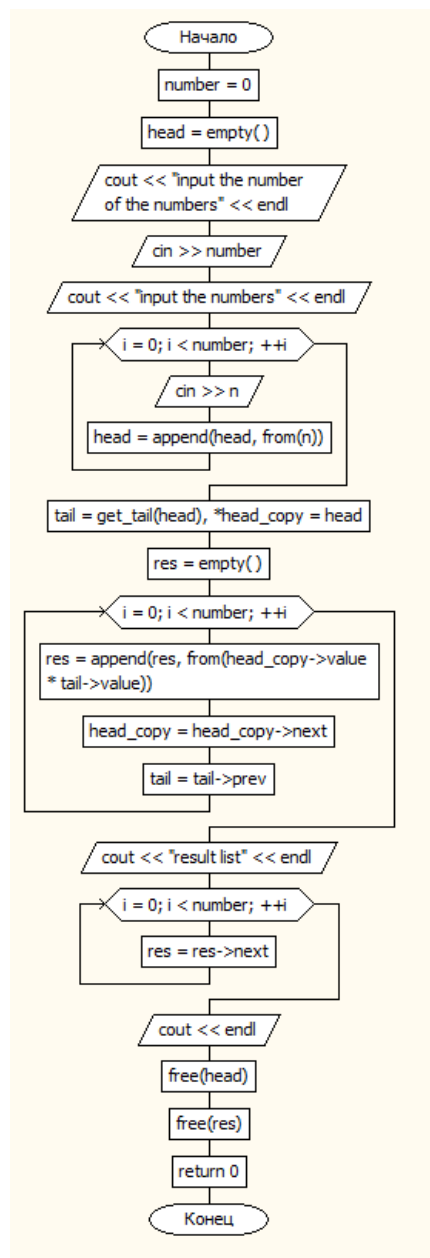 Начало
number = 0
head = empty( )
cout << "input the number
of the numbers" << endl
cin >> number
cout << "input the numbers" << endl
i = 0; i < number; ++i
cin >> n
head = append(head, from(n))
tail = get_tail(head), *head_copy = head
res = empty( )
i = 0; i < number; ++i
res = append(res, from(head_copy->value
* tail->value))
head_copy = head_copy->next
tail = tail->prev
cout << "result list" << endl
i = 0; i < number; ++i
res = res->next
cout << endl
free(head)
free(res)
return 0
Конец